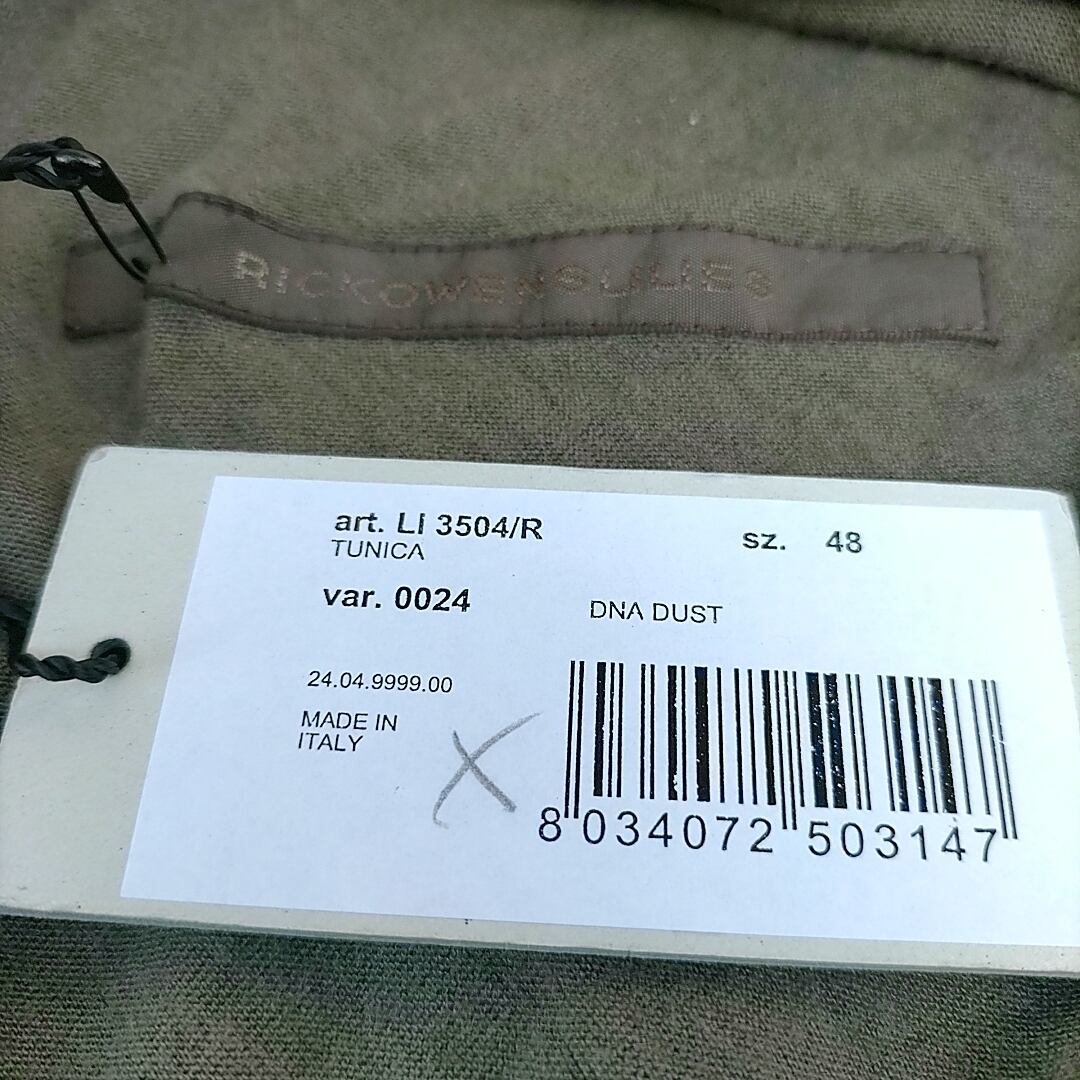 RICKOWENSLILIES
art. LI 3504/R
sz. 48
TUNICA
var. 0024
DNA DUST
24.04.9999.00
MADE IN
ITALY
X
8 034072 503147